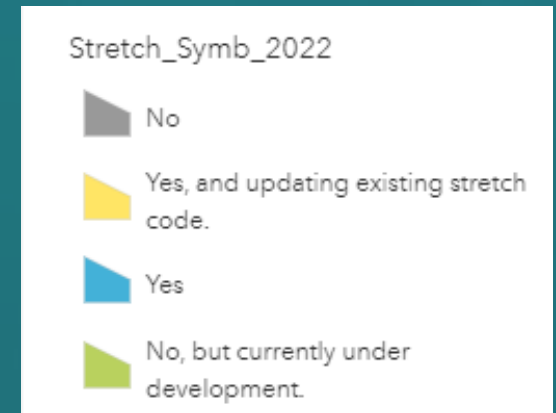 Stretch_Symb_2022
No
Yes, and updating existing stretch
code.
Yes
No, but currently under
development.